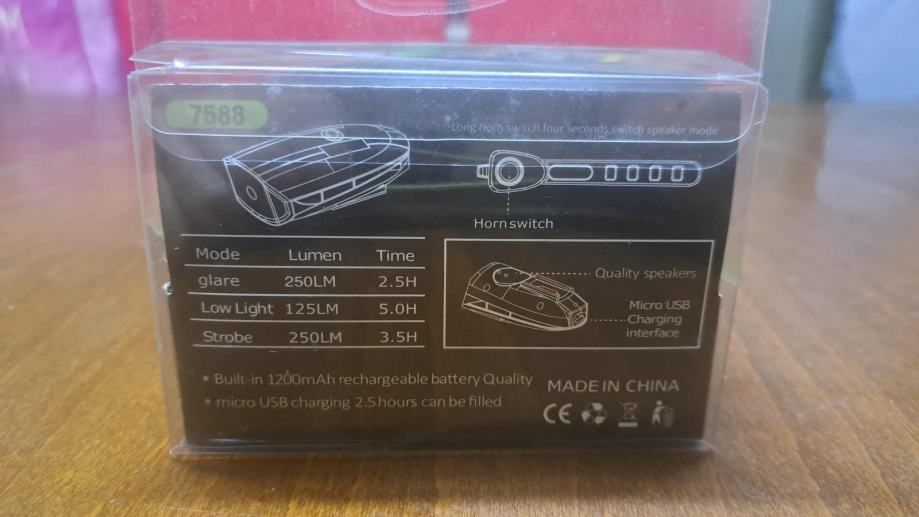 7588
Long horn switch,four seconds,switch speaker mode
Horn switch
Mode Lumen Time
glare 250LM 2.5H
Low Light 125LM 5.0H
Strobe 250LM 3.5H
Quality speakers
Micro USB
Charging
interface
* Built-in 1200mAh rechargeable battery Quality
* micro USB charging 2.5hours can be filled
MADE IN CHINA
CE